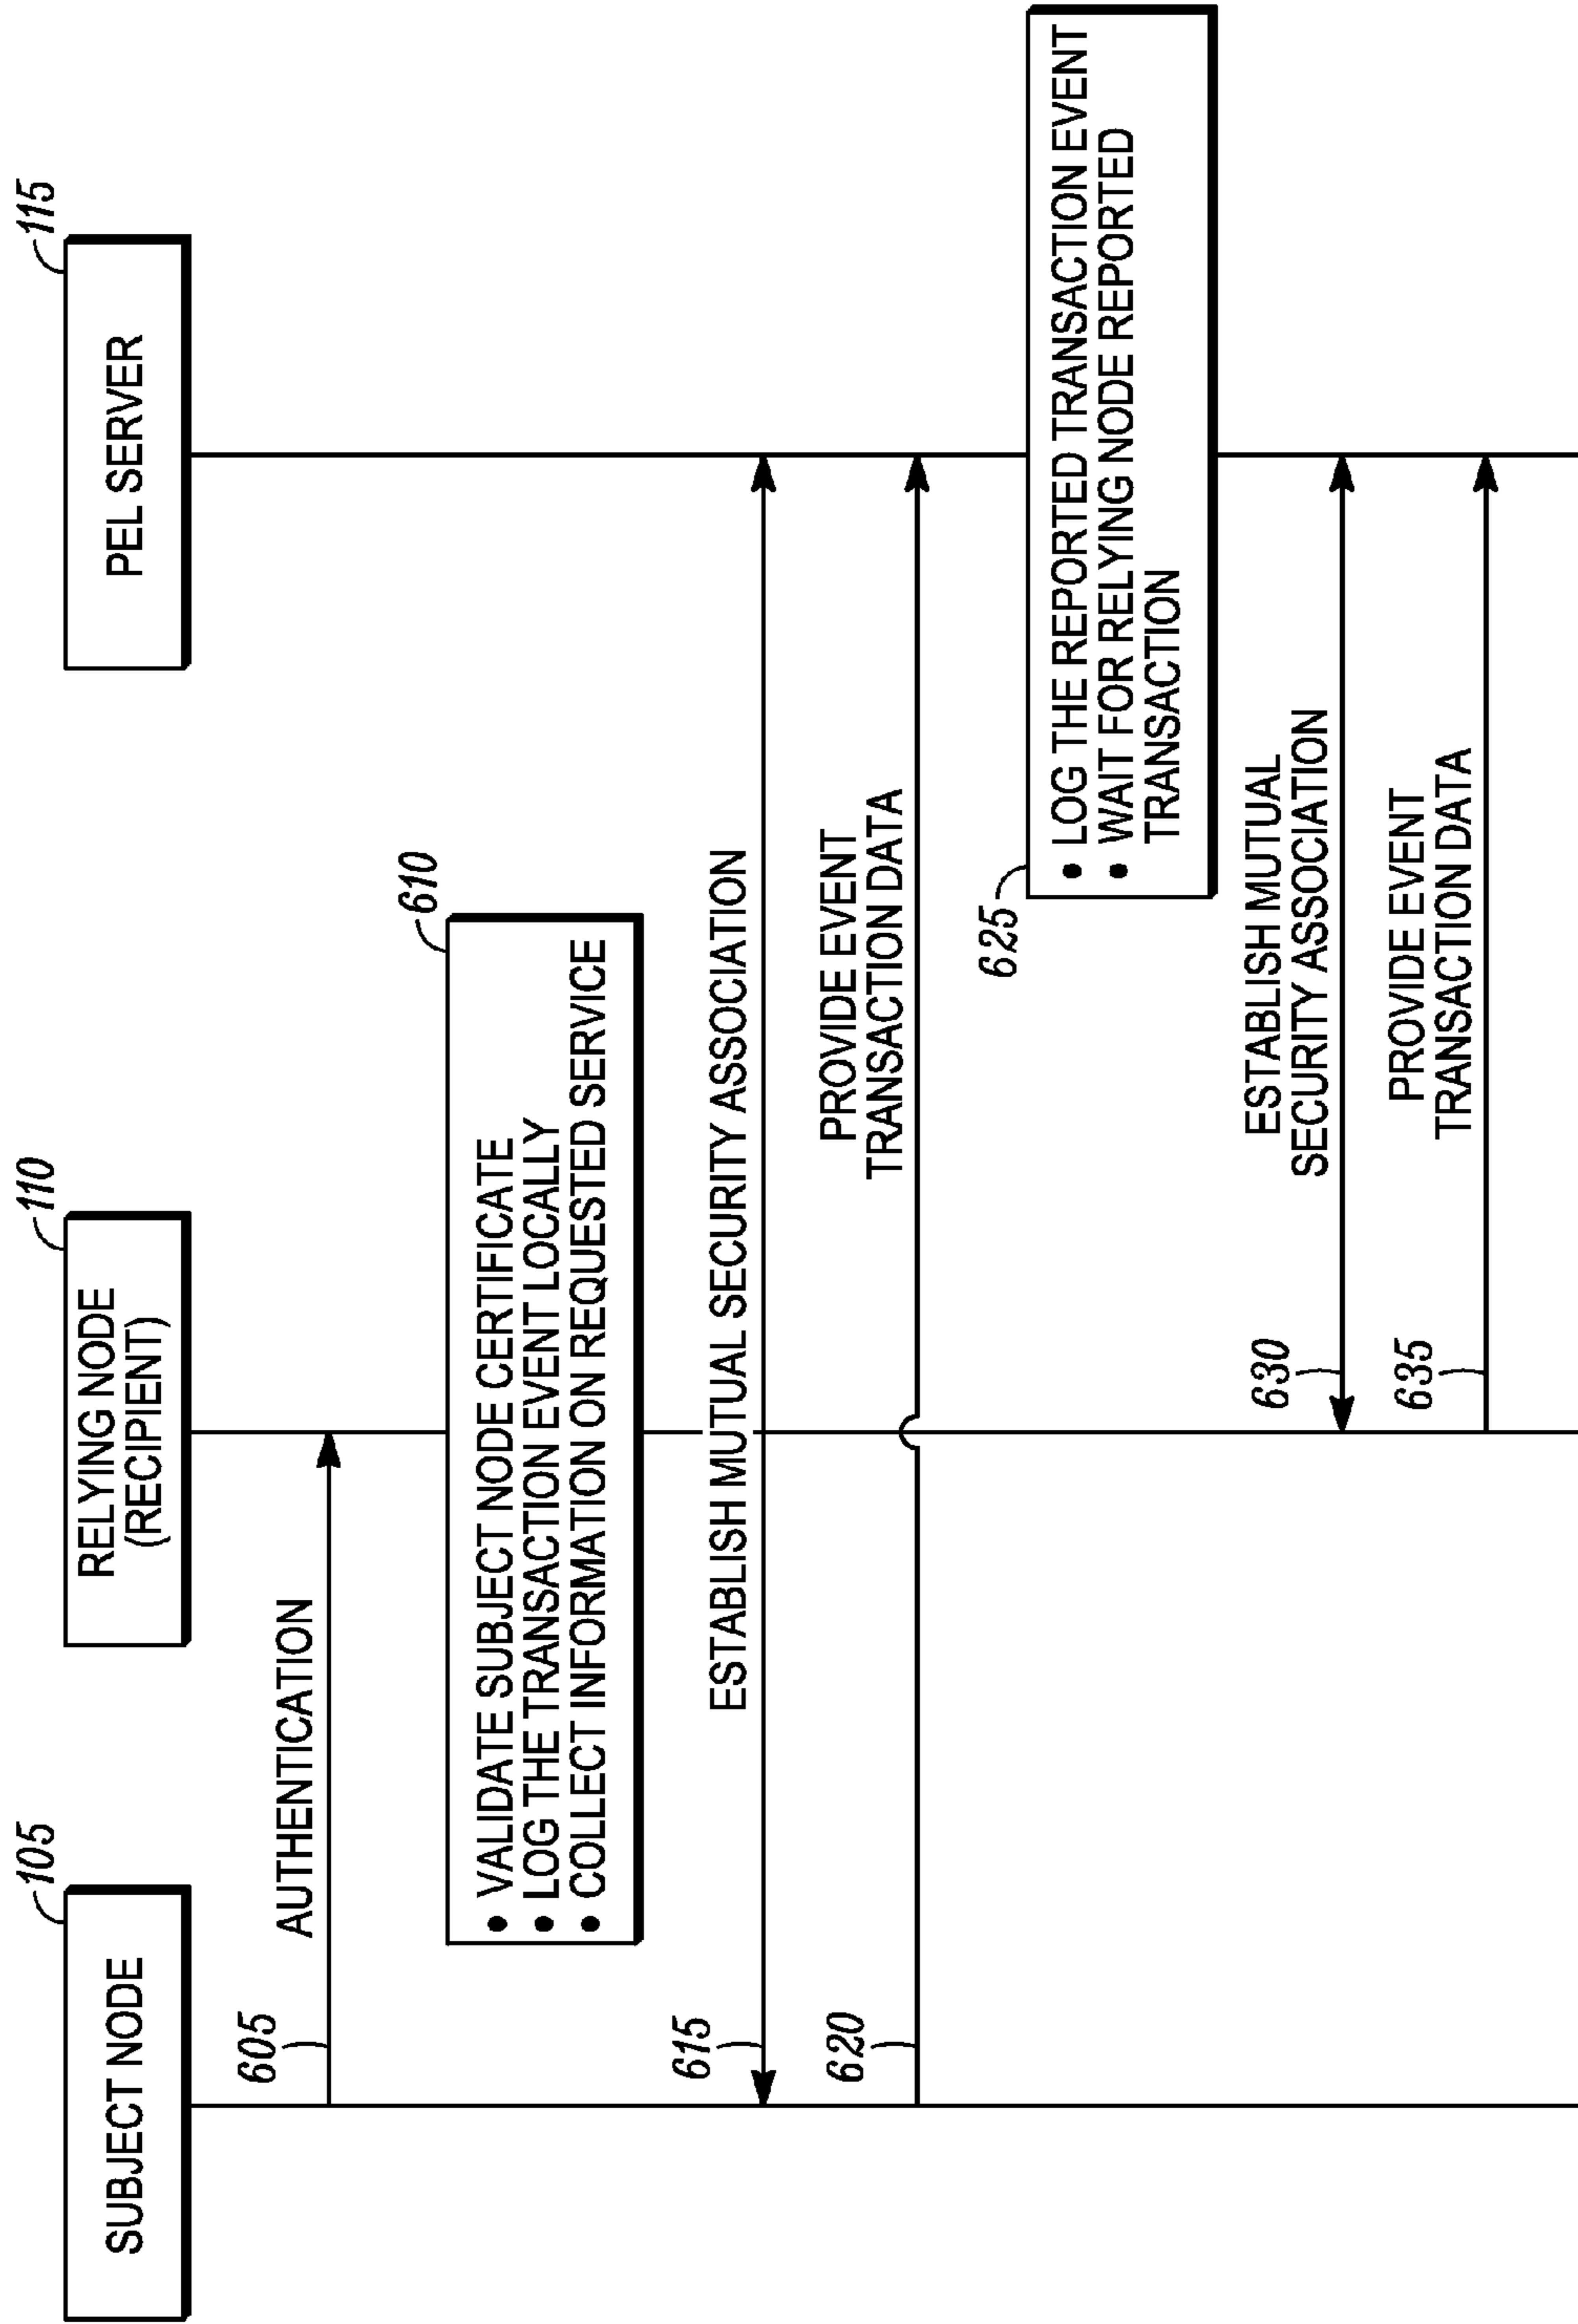 SUBJECT NODE
105
RELYING NODE
(RECIPIENT)
110
PEL SERVER
115
605
AUTHENTICATION
610
• VALIDATE SUBJECT NODE CERTIFICATE
• LOG THE TRANSACTION EVENT LOCALLY
• COLLECT INFORMATION ON REQUESTED SERVICE
615
ESTABLISH MUTUAL SECURITY ASSOCIATION
620
PROVIDE EVENT
TRANSACTION DATA
625
• LOG THE REPORTED TRANSACTION EVENT
• WAIT FOR RELYING NODE REPORTED
TRANSACTION
630
ESTABLISH MUTUAL
SECURITY ASSOCIATION
635
PROVIDE EVENT
TRANSACTION DATA